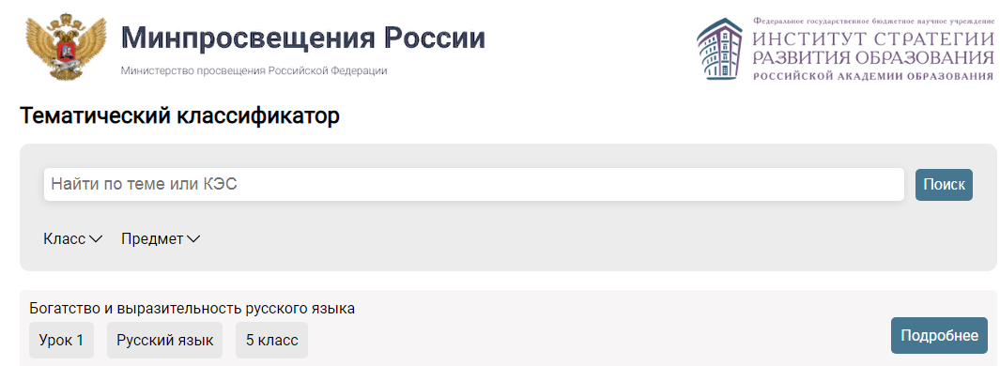 Минпросвещения России
Министерство просвещения Российской Федерации
Федеральное государственное бюджетное научное учреждение
ИНСТИТУТ СТРАТЕГИИ
РАЗВИТИЯ ОБРАЗОВАНИЯ
РОССИЙСКОЙ АКАДЕМИИ ОБРАЗОВАНИЯ
Тематический классификатор
Найти по теме или КЭС
Поиск
Класс Предмет
Богатство и выразительность русского языка
Урок 1 Русский язык 5 класс
Подробнее